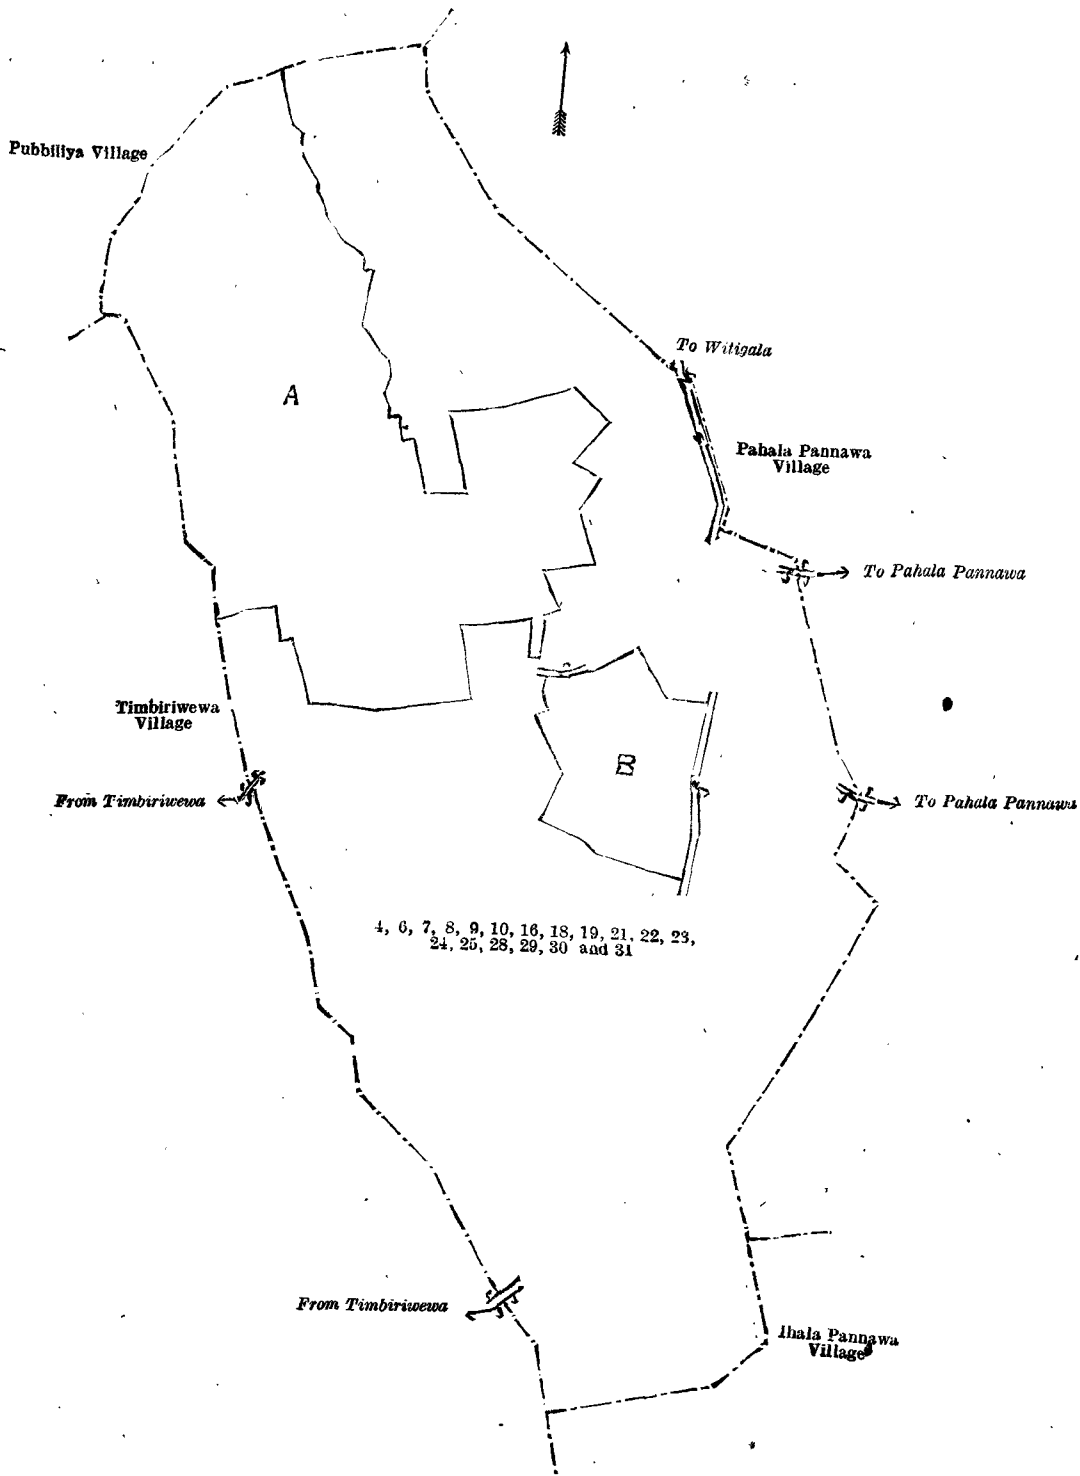 Pubbiliya Village
To Witigala
A
Pahala Pannawa
Village
To Pahala Pannawa
Timbiriwewa
Village
B
From Timbiriwewa
To Pahala Pannawa
4, 6, 7, 8, 9, 10, 16, 18, 19, 21, 22, 23,
24, 25, 28, 29, 30 and 31
From Timbiriwewa
Ihala Pannawa
Village